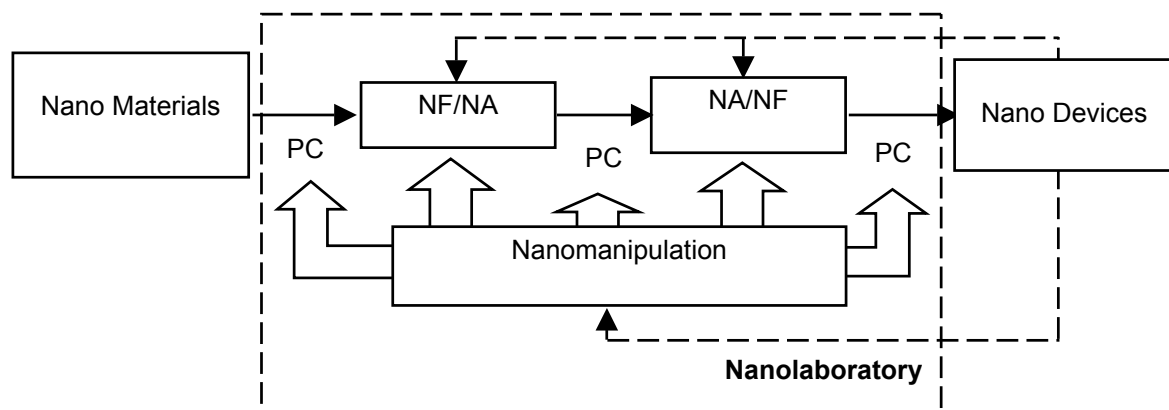 Nano Materials
NF/NA
NA/NF
Nano Devices
PC
PC
PC
Nanomanipulation
Nanolaboratory